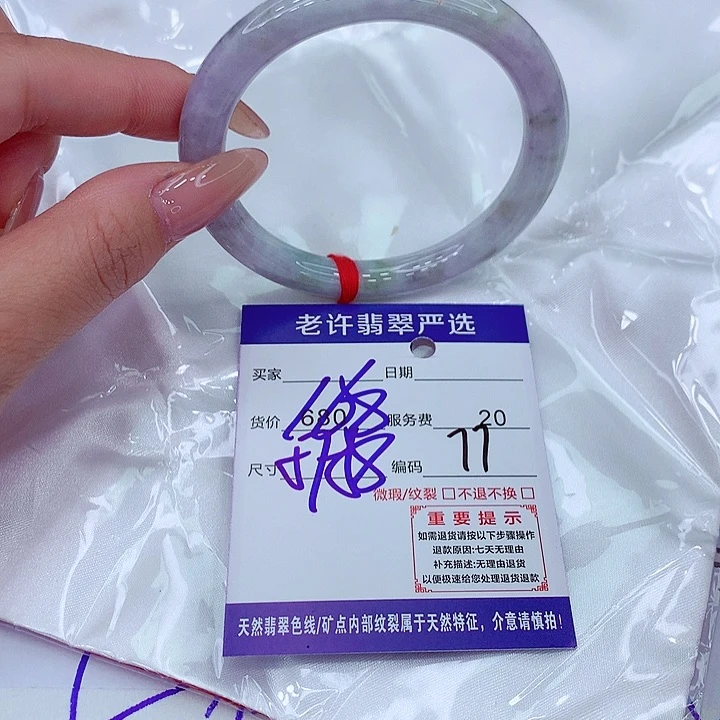 老许翡翠严选
买家 日期
货价 680 服务费 20
尺寸 编码 77
微瑕/纹裂 □不退不换 □
重要提示
如需退货请按以下步骤操作
退款原因:七天无理由
补充描述:无理由退货
以便极速给您处理退货退款
天然翡翠色线/矿点内部纹裂属于天然特征，介意请慎拍!